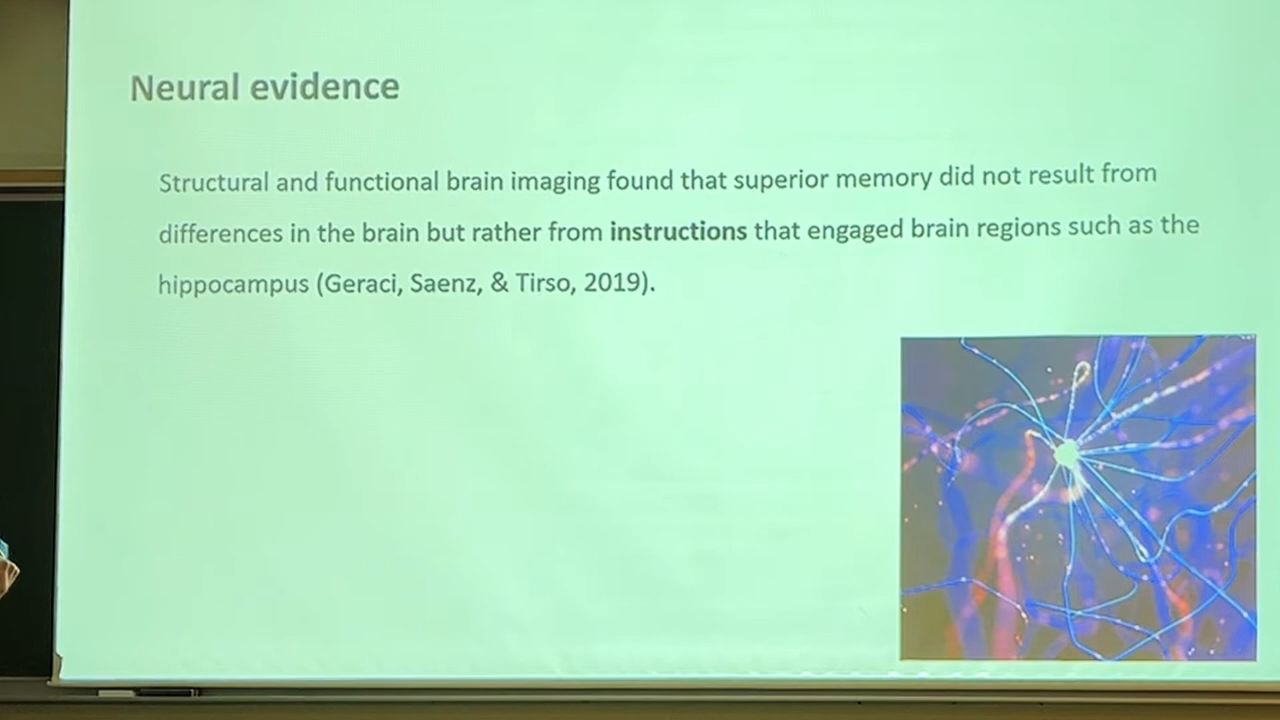 Neural evidence
Structural and functional brain imaging found that superior memory did not result from
differences in the brain but rather from instructions that engaged brain regions such as the
hippocampus (Geraci, Saenz, & Tirso, 2019).